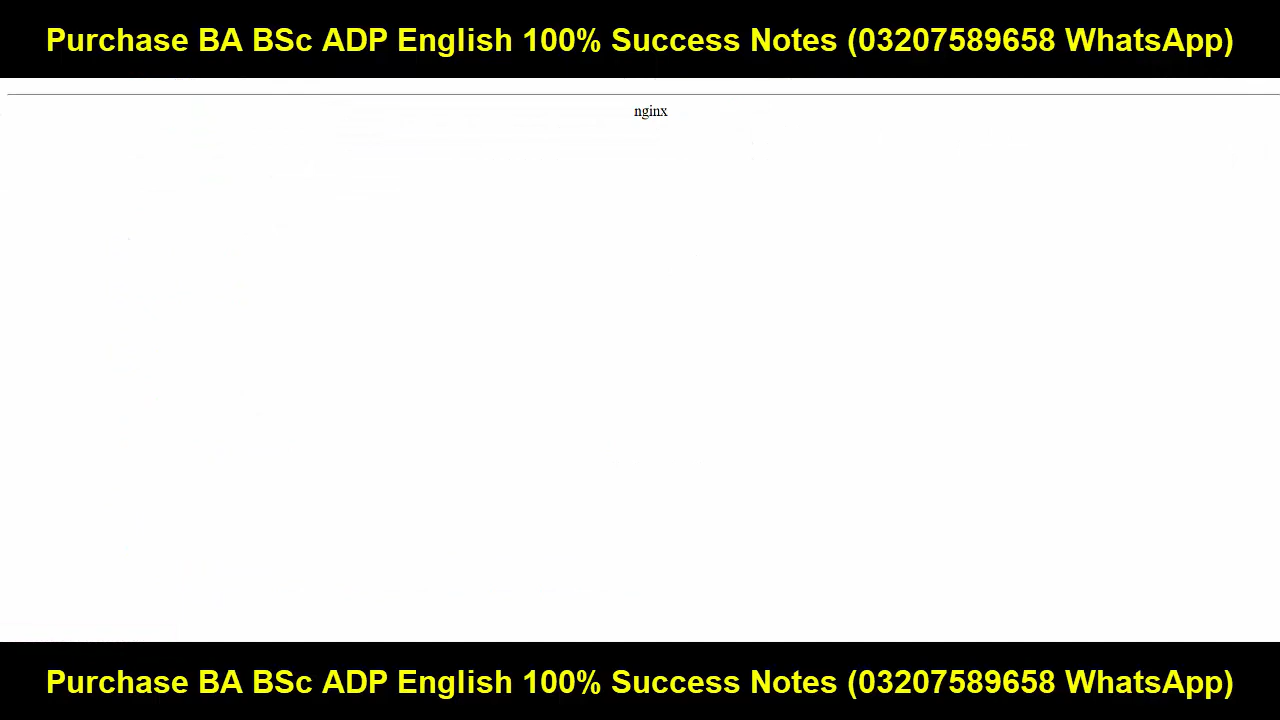 Purchase BA BSc ADP English 100% Success Notes (03207589658 WhatsApp)
nginx
Purchase BA BSc ADP English 100% Success Notes (03207589658 WhatsApp)